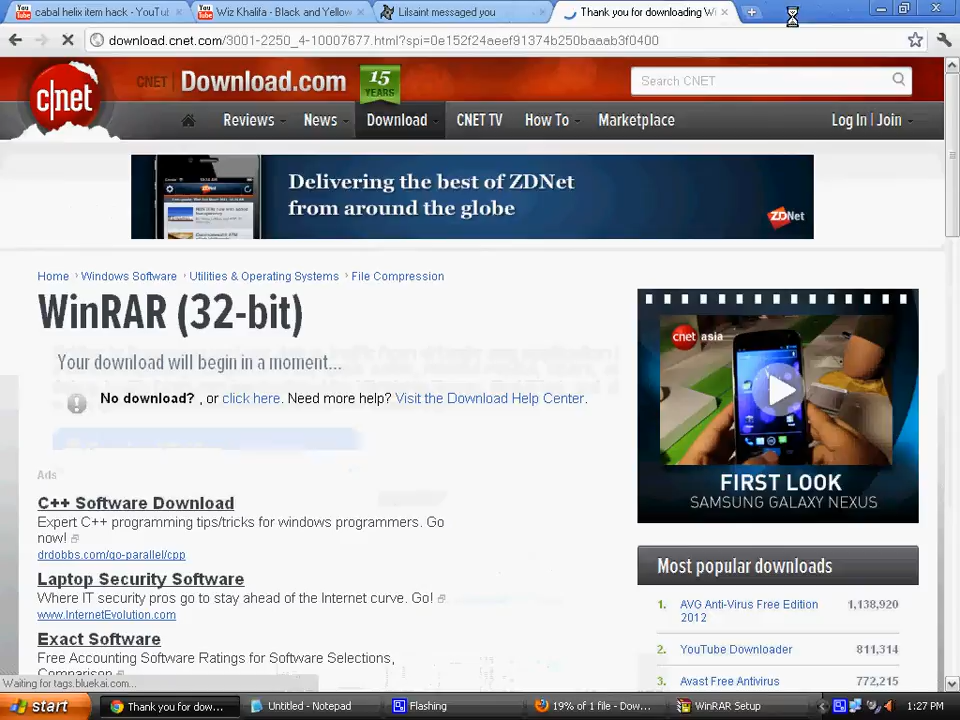 cabal helix item hack - YouTu
Wiz Khalifa - Black and Yellow
Lilsaint messaged you
Thank you for downloading Wi
download.cnet.com/3001-2250_4-10007677.html?spi=0e152f24aeef91374b250baaab3f0400
c|net
CNET Download.com
15 YEARS
Search CNET
Reviews News Download CNET TV How To Marketplace
Log In | Join
Delivering the best of ZDNet
from around the globe
ZDNet
Home Windows Software Utilities & Operating Systems File Compression
WinRAR (32-bit)
Your download will begin in a moment...
No download? , or click here. Need more help? Visit the Download Help Center.
Ads
C++ Software Download
Expert C++ programming tips/tricks for windows programmers. Go
now!
drdobbs.com/go-parallel/cpp
Laptop Security Software
Where IT security pros go to stay ahead of the Internet curve. Go!
www.InternetEvolution.com
Exact Software
Free Accounting Software Ratings for Software Selections,
Comparison
cnet asia
FIRST LOOK
SAMSUNG GALAXY NEXUS
Most popular downloads
1. AVG Anti-Virus Free Edition 2012 1,138,920
2. YouTube Downloader 811,314
3. Avast Free Antivirus 772,215
Waiting for tags.bluekai.com...
start
Thank you for dow...
Untitled - Notepad
Flashing
19% of 1 file - Dow...
WinRAR Setup
1:27 PM